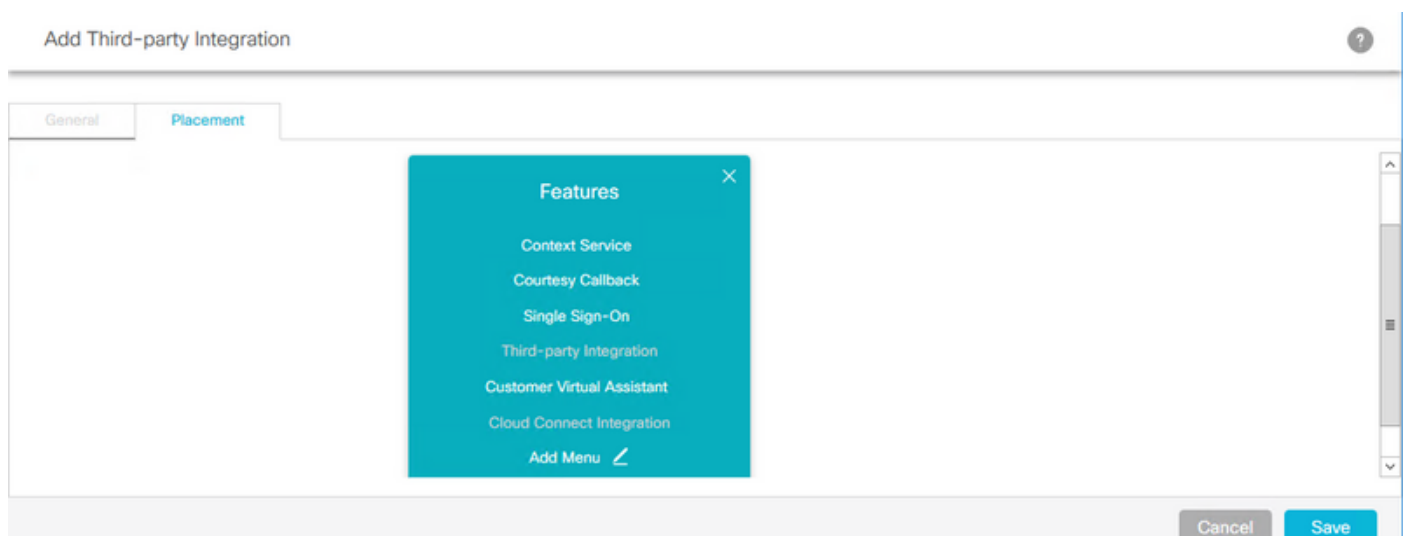 Add Third-party Integration
?
General
Placement
Features
Context Service
Courtesy Callback
Single Sign-On
Third-party Integration
Customer Virtual Assistant
Cloud Connect Integration
Add Menu
Cancel
Save